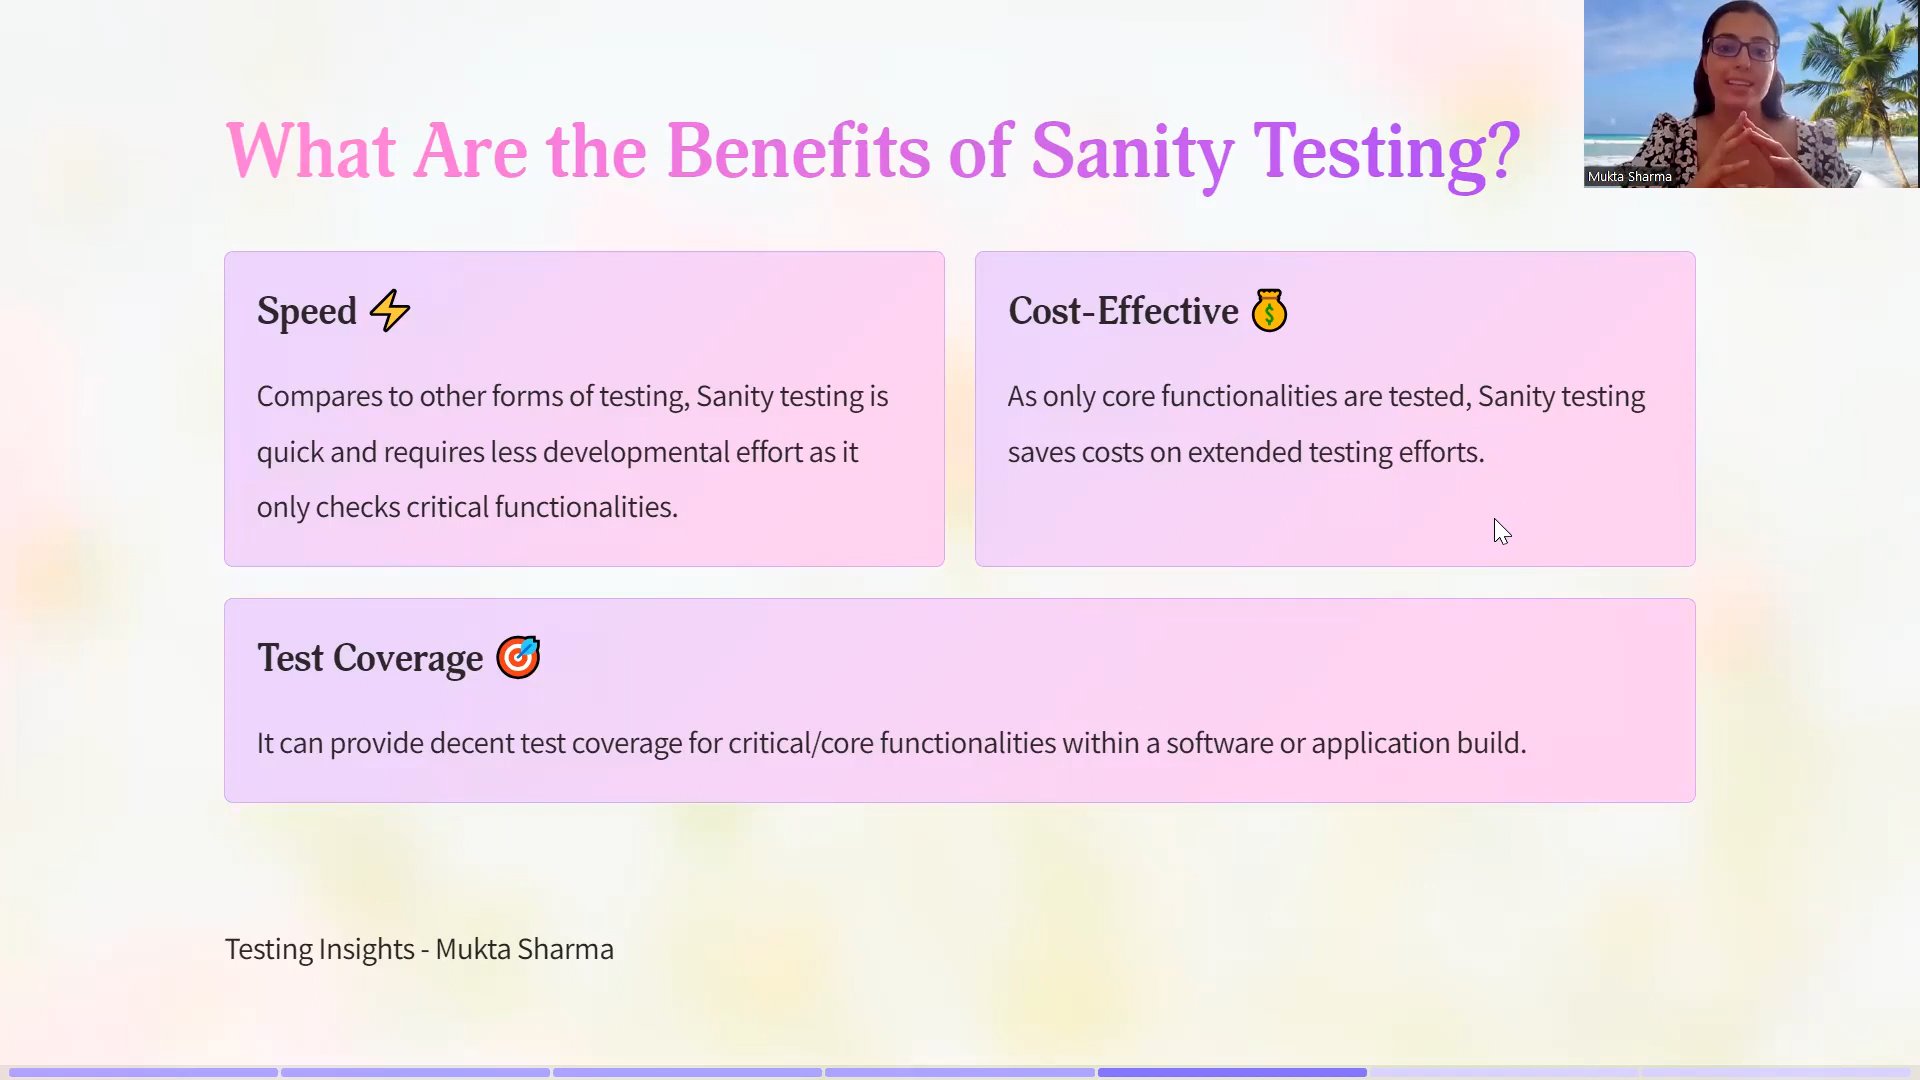 What Are the Benefits of Sanity Testing?
Mukta Sharma
Speed
Compares to other forms of testing, Sanity testing is
quick and requires less developmental effort as it
only checks critical functionalities.
Cost-Effective
As only core functionalities are tested, Sanity testing
saves costs on extended testing efforts.
Test Coverage
It can provide decent test coverage for critical/core functionalities within a software or application build.
Testing Insights - Mukta Sharma